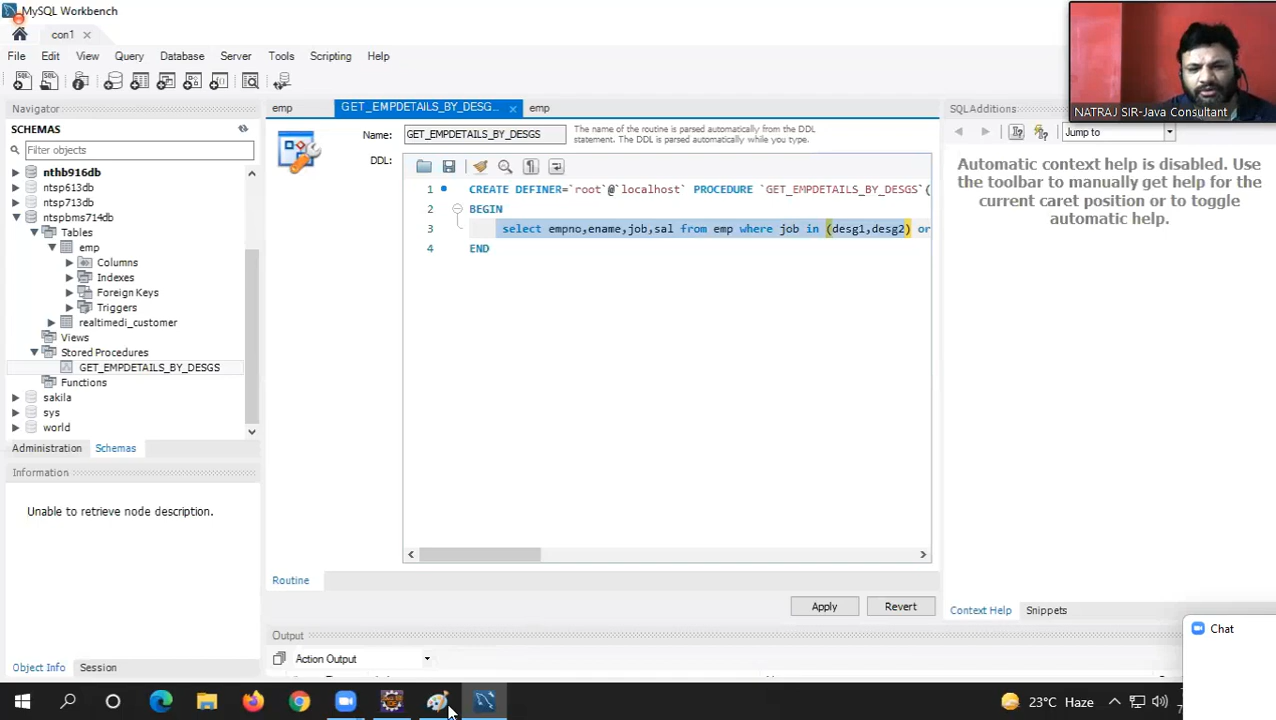 MySQL Workbench
con1
File Edit View Query Database Server Tools Scripting Help
NATRAJ SIR-Java Consultant
Navigator
SCHEMAS
Filter objects
nthb916db
ntsp613db
ntsp713db
ntspbms714db
Tables
emp
Columns
Indexes
Foreign Keys
Triggers
realtimedi_customer
Views
Stored Procedures
GET_EMPDETAILS_BY_DESGS
Functions
sakila
sys
world
Administration Schemas
Information
Unable to retrieve node description.
Object Info Session
emp GET_EMPDETAILS_BY_DESG... emp
Name: GET_EMPDETAILS_BY_DESGS
The name of the routine is parsed automatically from the DDL
statement. The DDL is parsed automatically while you type.
DDL:
1 CREATE DEFINER=`root`@`localhost` PROCEDURE `GET_EMPDETAILS_BY_DESGS`(
2 BEGIN
3 select empno,ename,job,sal from emp where job in (desg1,desg2) or
4 END
Routine
Apply Revert
Output
Action Output
SQLAdditions
Jump to
Automatic context help is disabled. Use
the toolbar to manually get help for the
current caret position or to toggle
automatic help.
Context Help Snippets
Chat
23°C Haze